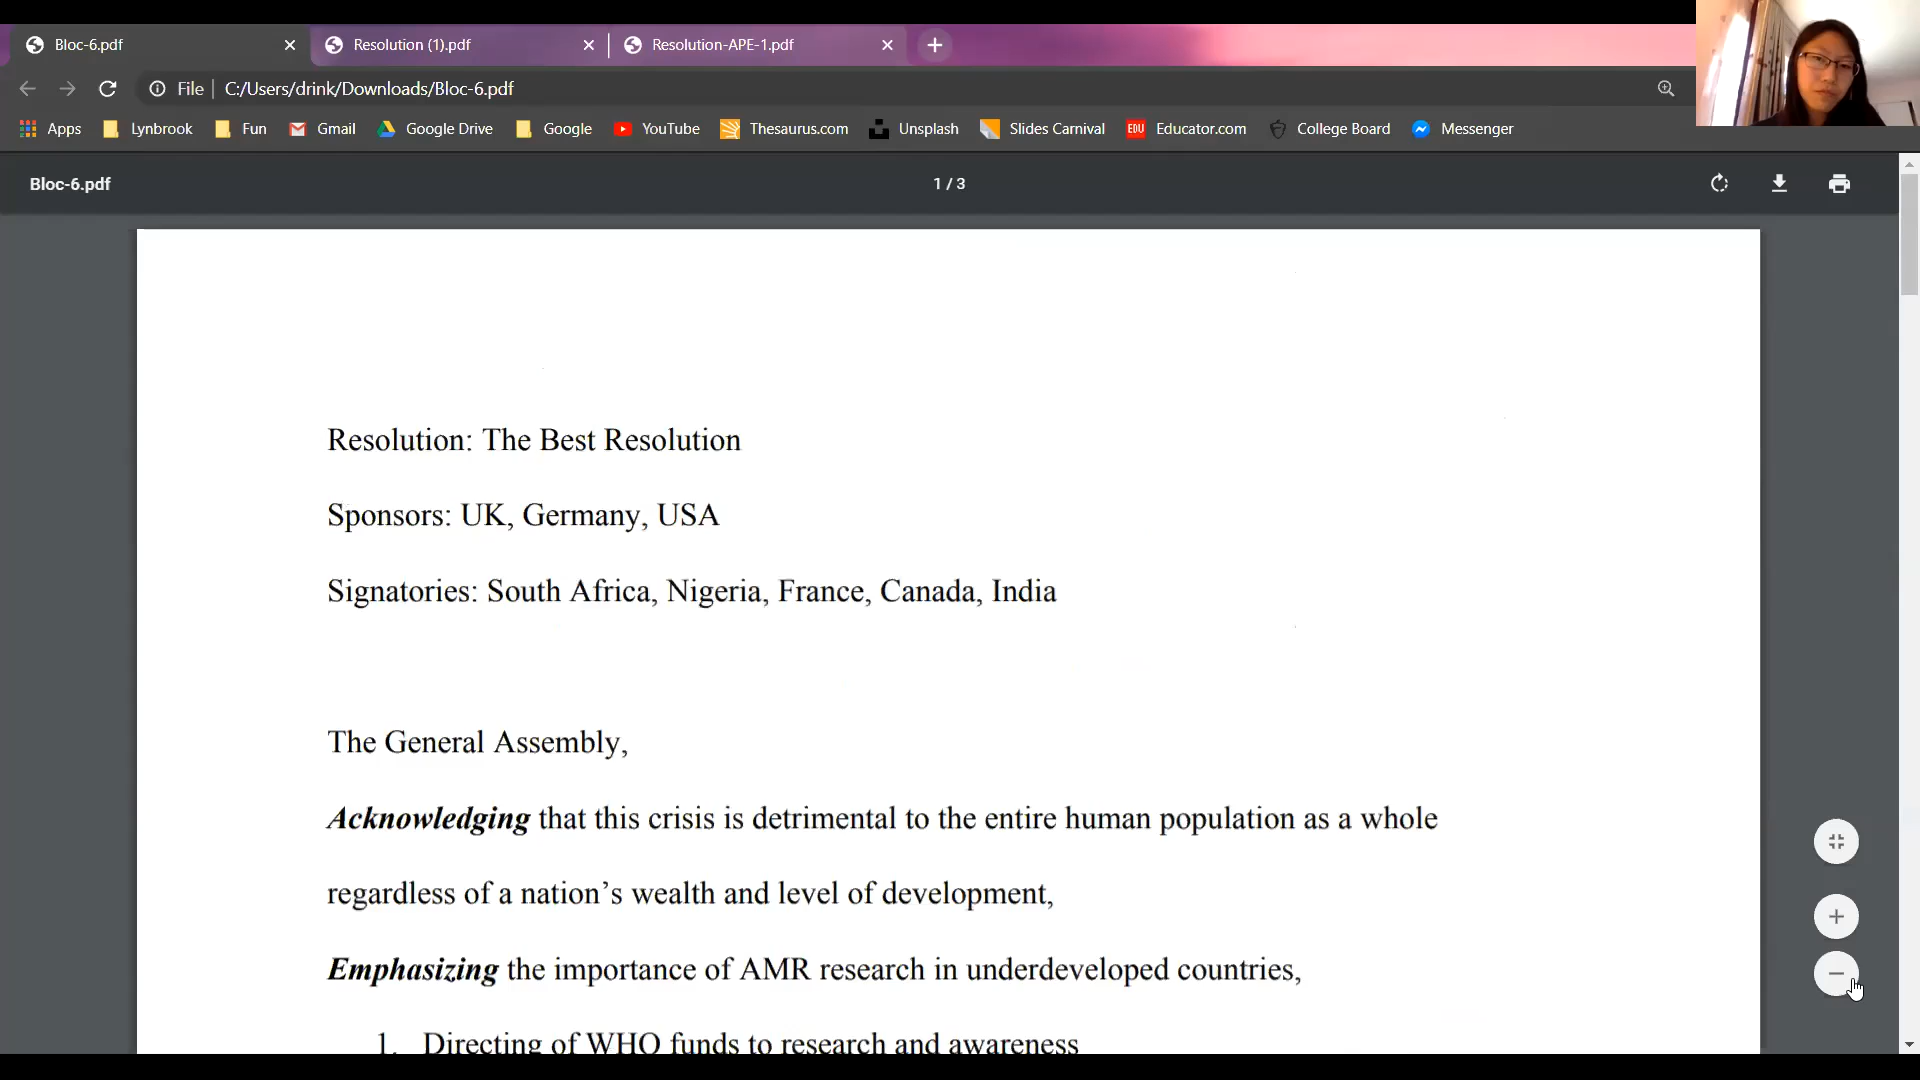 Bloc-6.pdf
Resolution (1).pdf
Resolution-APE-1.pdf
File
C:/Users/drink/Downloads/Bloc-6.pdf
Apps
Lynbrook
Fun
Gmail
Google Drive
Google
YouTube
Thesaurus.com
Unsplash
Slides Carnival
EDU
Educator.com
College Board
Messenger
Bloc-6.pdf
1 / 3
Resolution: The Best Resolution
Sponsors: UK, Germany, USA
Signatories: South Africa, Nigeria, France, Canada, India
The General Assembly,
Acknowledging that this crisis is detrimental to the entire human population as a whole
regardless of a nation’s wealth and level of development,
Emphasizing the importance of AMR research in underdeveloped countries,
1. Directing of WHO funds to research and awareness